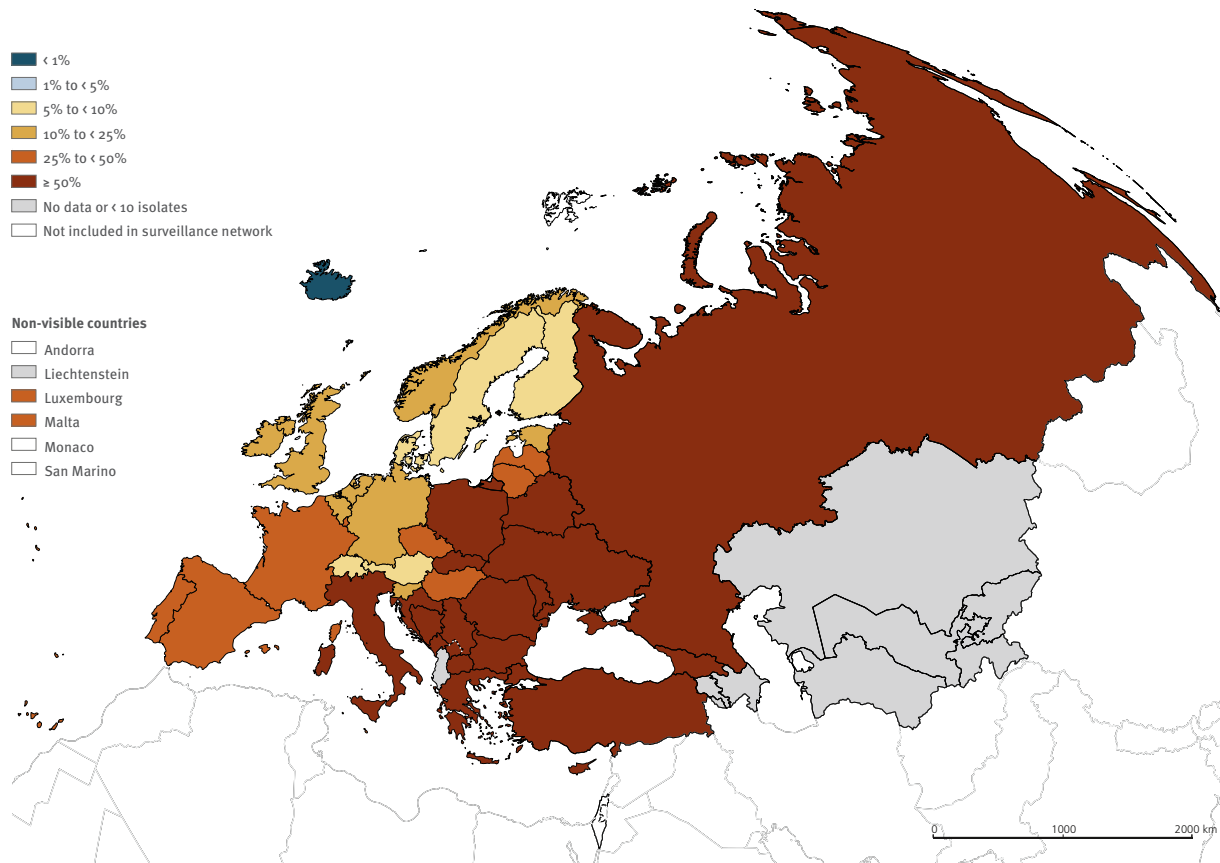 ‹ 1%
1% to ‹ 5%
5% to ‹ 10%
10% to ‹ 25%
25% to ‹ 50%
≥ 50%
No data or ‹ 10 isolates
Not included in surveillance network
Non-visible countries
Andorra
Liechtenstein
Luxembourg
Malta
Monaco
San Marino
0 1000 2000 km